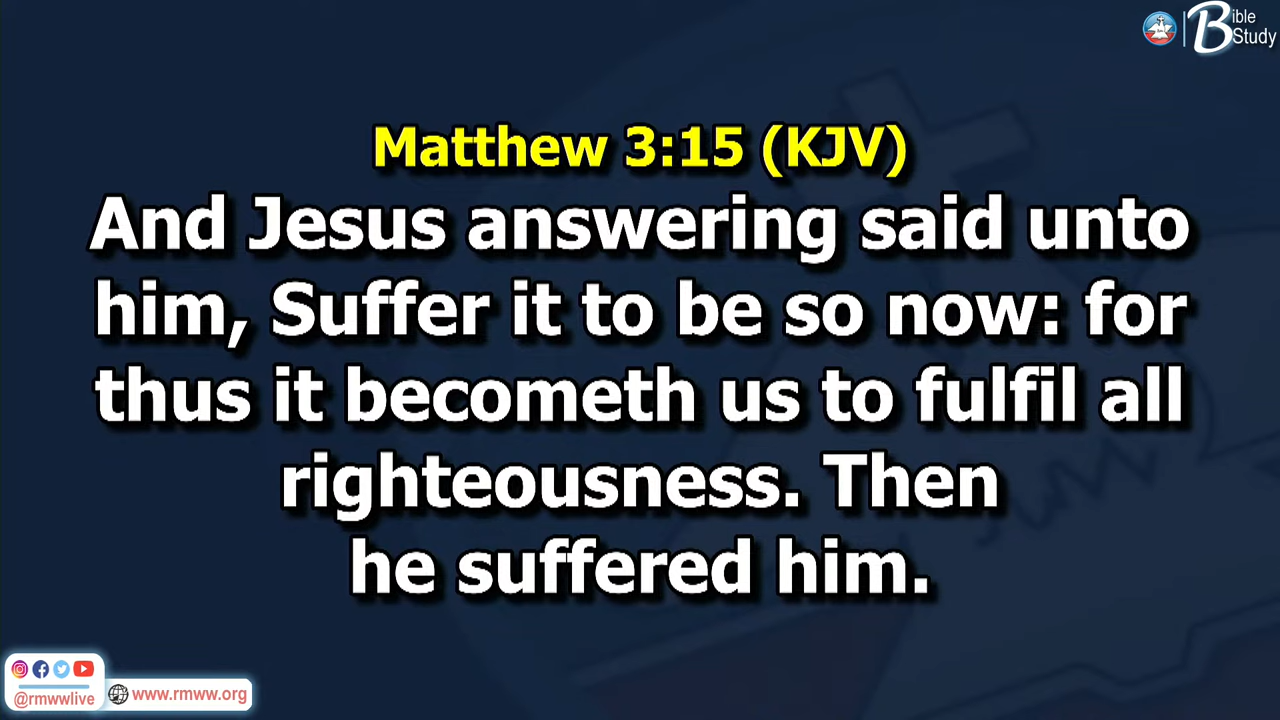 Bible Study
Matthew 3:15 (KJV)
And Jesus answering said unto
him, Suffer it to be so now: for
thus it becometh us to fulfil all
righteousness. Then
he suffered him.
@rmwwlive
www.rmww.org